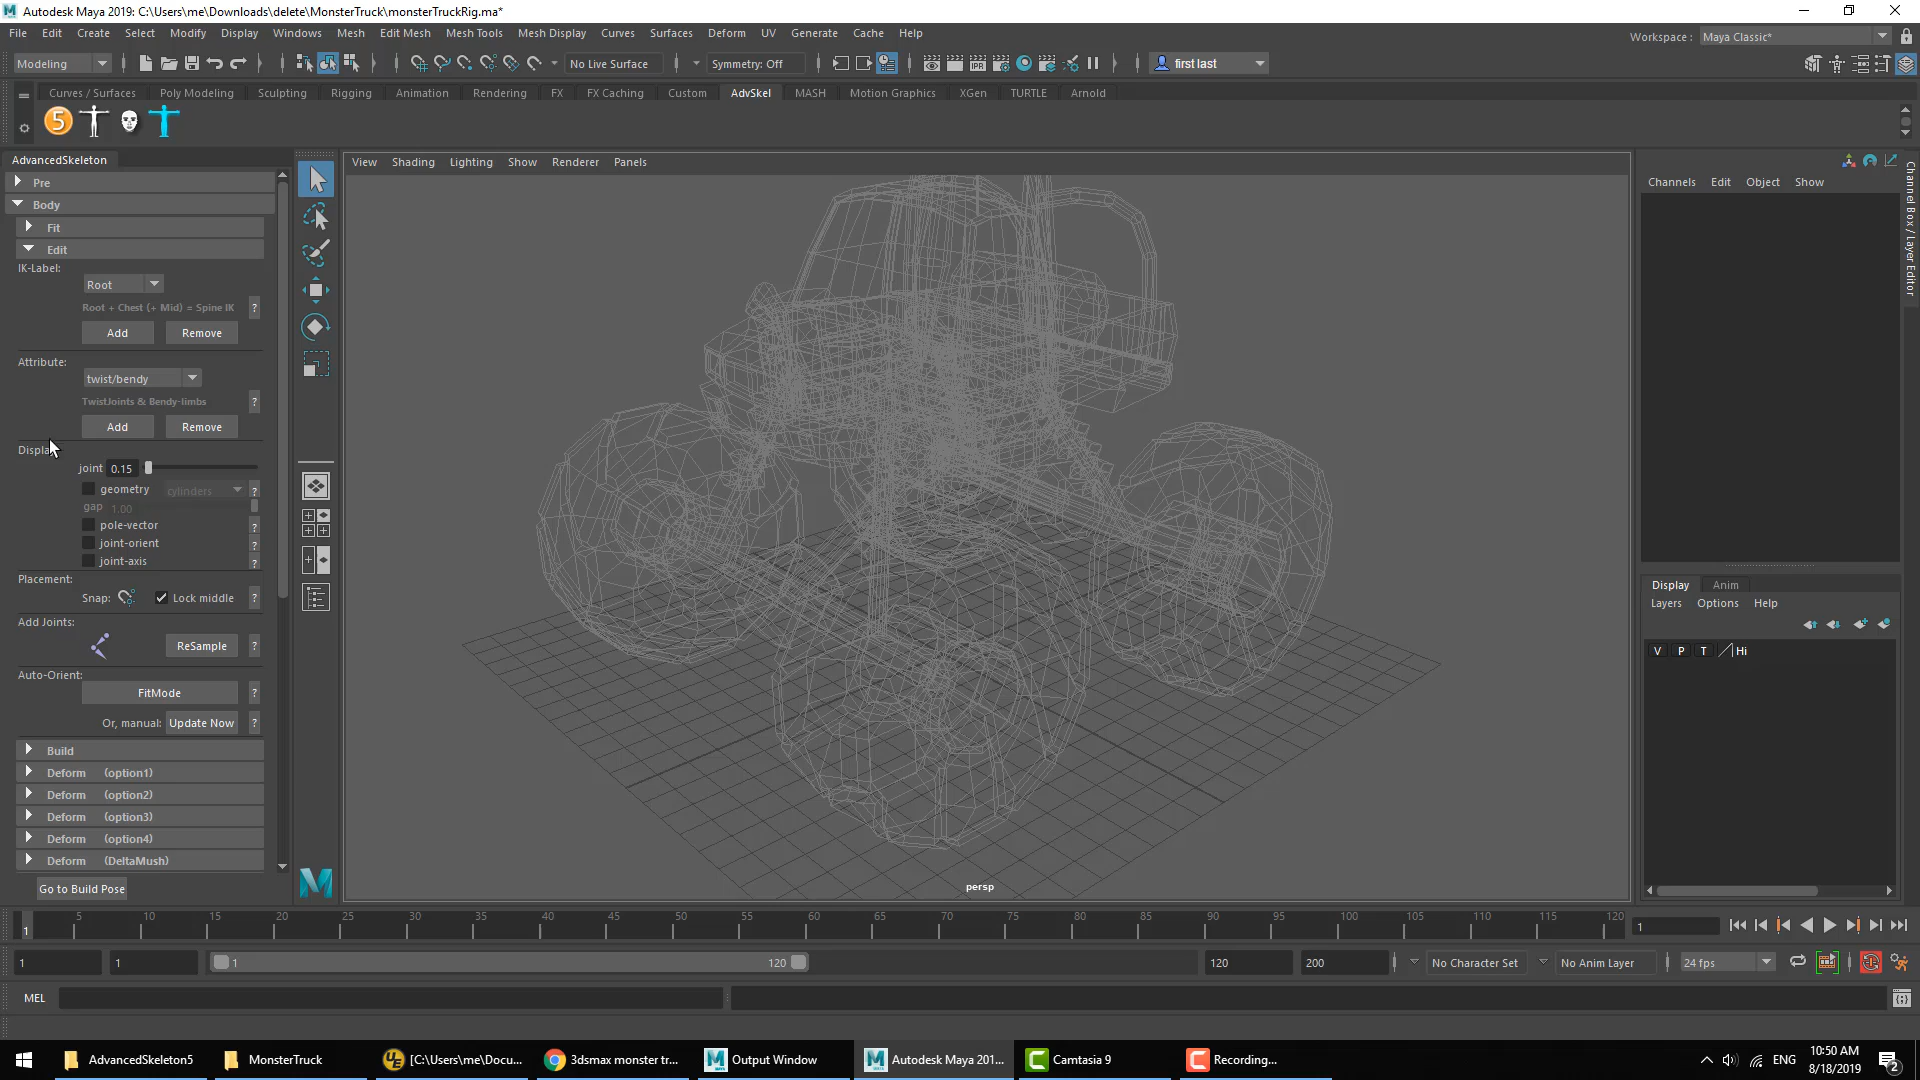 Autodesk Maya 2019: C:\Users\me\Downloads\delete\MonsterTruck\monsterTruckRig.ma*
File Edit Create Select Modify Display Windows Mesh Edit Mesh Mesh Tools Mesh Display Curves Surfaces Deform UV Generate Cache Help
Workspace : Maya Classic*
Modeling No Live Surface Symmetry: Off first last
Curves / Surfaces Poly Modeling Sculpting Rigging Animation Rendering FX FX Caching Custom AdvSkel MASH Motion Graphics XGen TURTLE Arnold
5
AdvancedSkeleton
Pre
Body
Fit
Edit
IK-Label:
Root
Root + Chest (+ Mid) = Spine IK ?
Add Remove
Attribute:
twist/bendy
TwistJoints & Bendy-limbs ?
Add Remove
joint 0.15
geometry cylinders ?
gap 1.00
pole-vector ?
joint-orient ?
joint-axis ?
Placement:
Snap: Lock middle ?
Add Joints:
ReSample ?
Auto-Orient:
FitMode ?
Or, manual: Update Now ?
Build
Deform (option1)
Deform (option2)
Deform (option3)
Deform (option4)
Deform (DeltaMush)
Go to Build Pose
View Shading Lighting Show Renderer Panels
persp
Channels Edit Object Show
Channel Box / Layer Editor
Display Anim
Layers Options Help
V P T Hi
5 10 15 20 25 30 35 40 45 50 55 60 65 70 75 80 85 90 95 100 105 110 115 120
1 1
1 1 1 120 120 200 No Character Set No Anim Layer 24 fps
MEL
AdvancedSkeleton5 MonsterTruck [C:\Users\me\Docu... 3dsmax monster tr... Output Window Autodesk Maya 201... Camtasia 9 Recording...
ENG 10:50 AM
8/18/2019
2